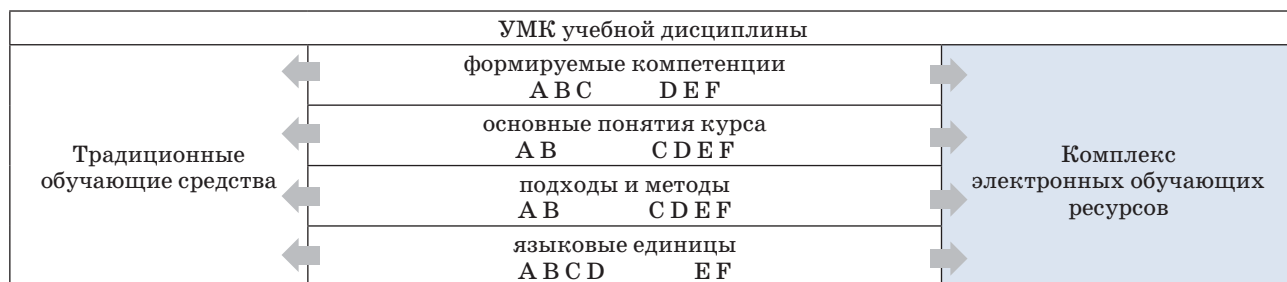 УМК учебной дисциплины
Традиционные
обучающие средства
формируемые компетенции
A B C D E F
основные понятия курса
A B C D E F
подходы и методы
A B C D E F
языковые единицы
A B C D E F
Комплекс
электронных обучающих
ресурсов